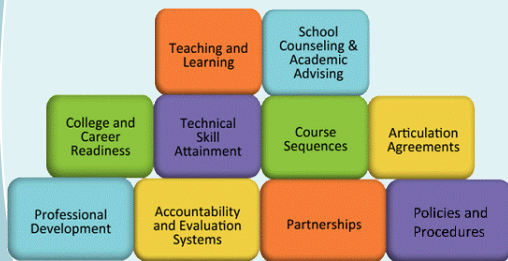 Teaching and
Learning
School
Counseling &
Academic
Advising
College and
Career
Readiness
Technical
Skill
Attainment
Course
Sequences
Articulation
Agreements
Professional
Development
Accountability
and Evaluation
Systems
Partnerships
Policies and
Procedures